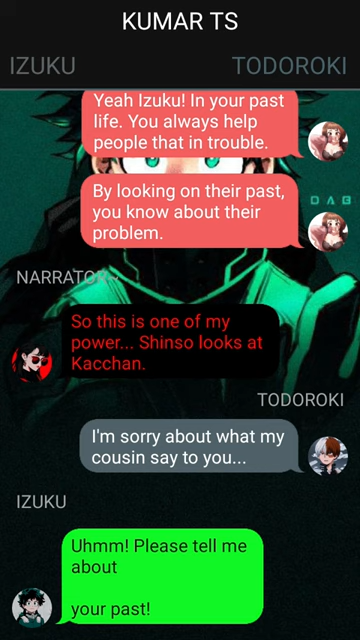 KUMAR TS
IZUKU
TODOROKI
Yeah Izuku! In your past
life. You always help
people that in trouble.
DAB
By looking on their past,
you know about their
problem.
NARRATOR~
So this is one of my
power... Shinso looks at
Kacchan.
TODOROKI
I'm sorry about what my
cousin say to you...
IZUKU
Uhmm! Please tell me
about
your past!